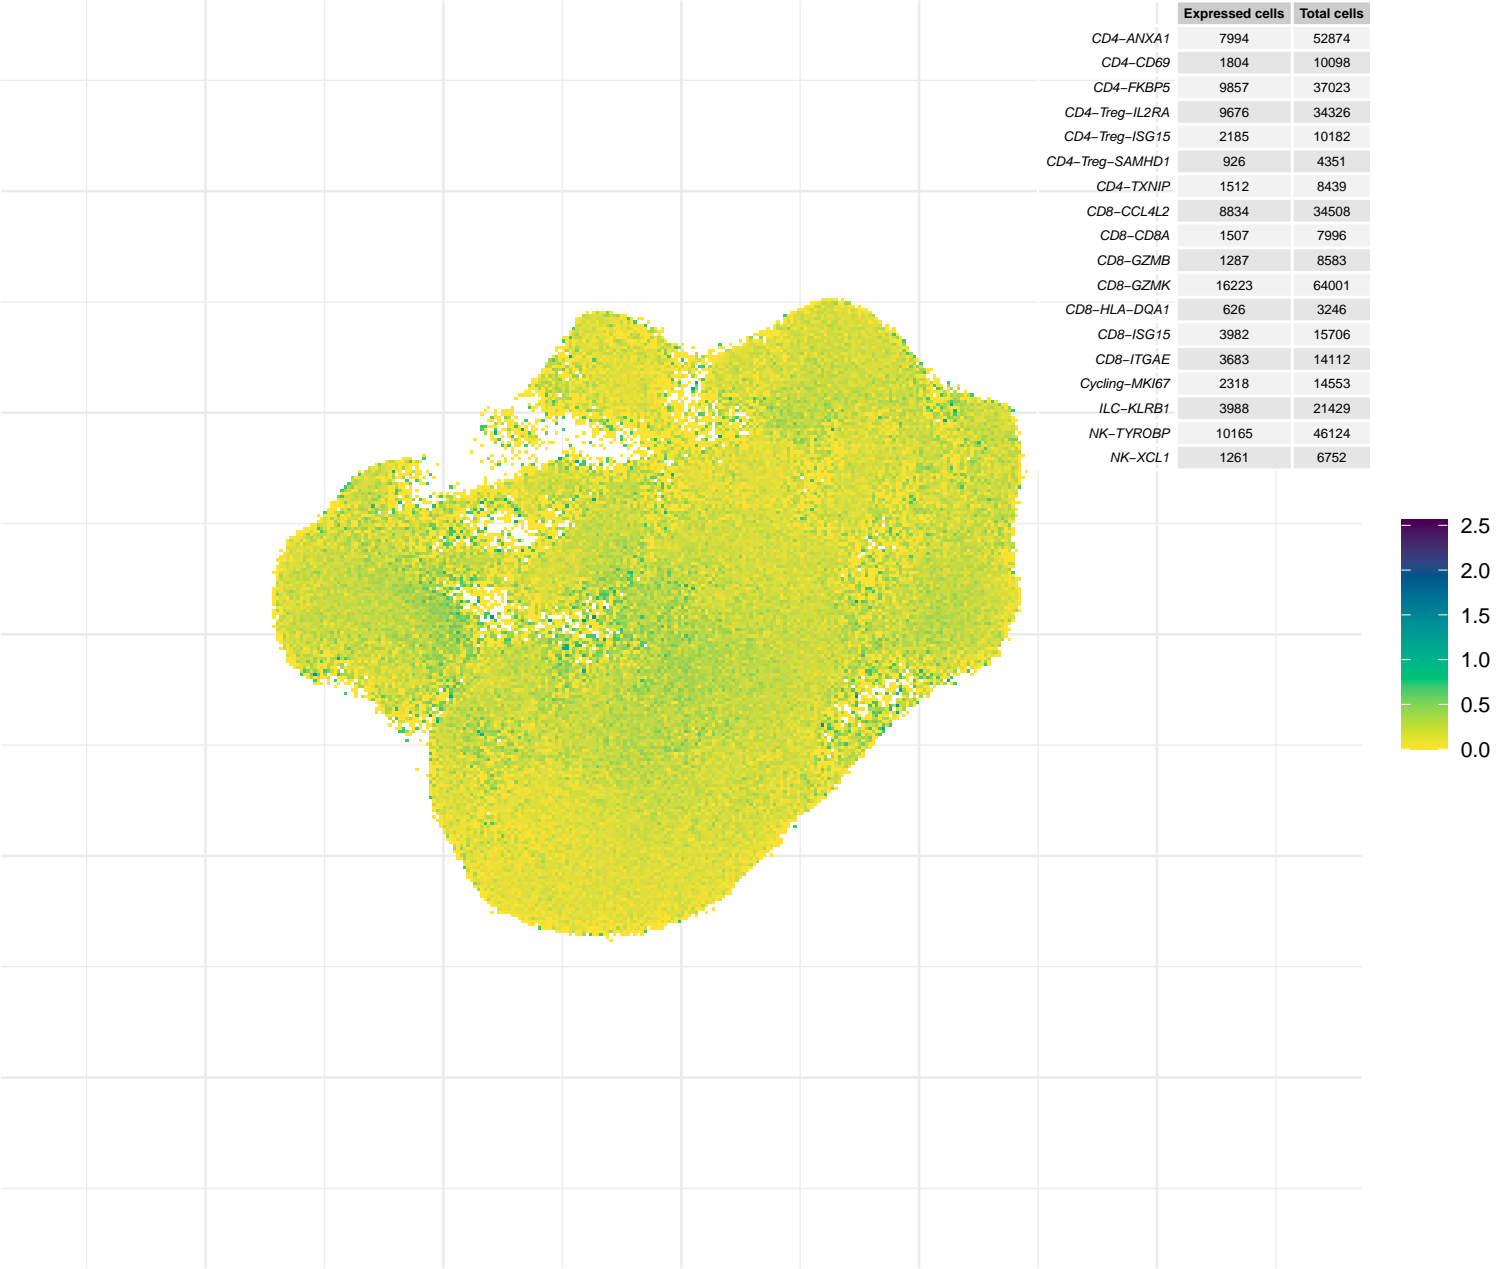 Expressed cells Total cells
CD4−ANXA1 7994 52874
CD4−CD69 1804 10098
CD4−FKBP5 9857 37023
CD4−Treg−IL2RA 9676 34326
CD4−Treg−ISG15 2185 10182
CD4−Treg−SAMHD1 926 4351
CD4−TXNIP 1512 8439
CD8−CCL4L2 8834 34508
CD8−CD8A 1507 7996
CD8−GZMB 1287 8583
CD8−GZMK 16223 64001
CD8−HLA−DQA1 626 3246
CD8−ISG15 3982 15706
CD8−ITGAE 3683 14112
Cycling−MKI67 2318 14553
ILC−KLRB1 3988 21429
NK−TYROBP 10165 46124
NK−XCL1 1261 6752
2.5
2.0
1.5
1.0
0.5
0.0